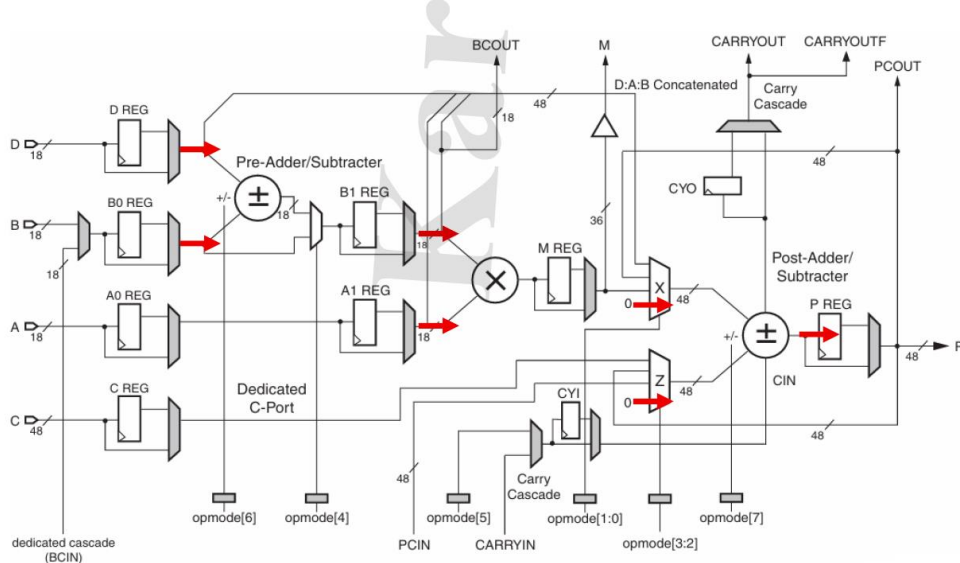 Kar
BCOUT
M
CARRYOUT
CARRYOUTF
PCOUT
D:A:B Concatenated
48
18
Carry
Cascade
D REG
D
18
Pre-Adder/Subtracter
+/-
±
18
48
CYO
B0 REG
B
18
B1 REG
18
36
18
M REG
Post-Adder/
Subtracter
×
X
0
48
A0 REG
A
18
A1 REG
18
+/-
±
P REG
P
48
C REG
C
48
Dedicated
C-Port
Z
0
48
CIN
CYI
48
48
Carry
Cascade
opmode[6]
opmode[4]
opmode[5]
opmode[1:0]
opmode[7]
dedicated cascade
(BCIN)
PCIN
CARRYIN
opmode[3:2]